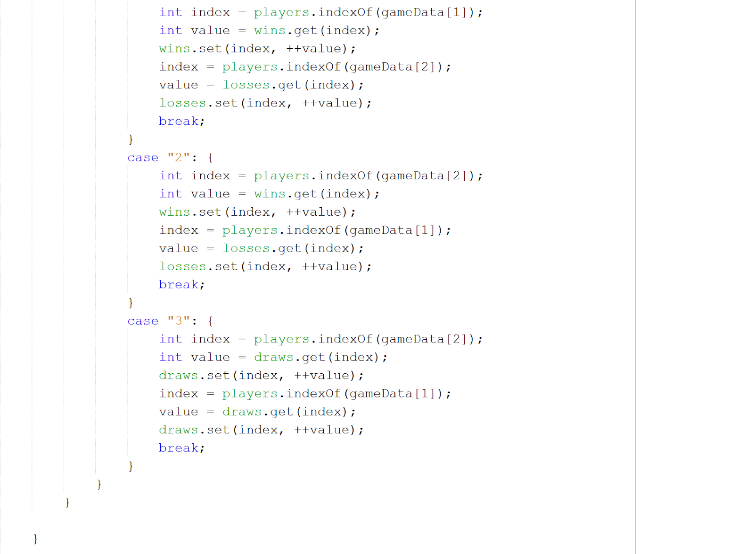 int index = players.indexOf(gameData[1]);
int value = wins.get(index);
wins.set(index, ++value);
index = players.indexOf(gameData[2]);
value = losses.get(index);
losses.set(index, ++value);
break;
}
case "2": {
int index = players.indexOf(gameData[2]);
int value = wins.get(index);
wins.set(index, ++value);
index = players.indexOf(gameData[1]);
value = losses.get(index);
losses.set(index, ++value);
break;
}
case "3": {
int index = players.indexOf(gameData[2]);
int value = draws.get(index);
draws.set(index, ++value);
index = players.indexOf(gameData[1]);
value = draws.get(index);
draws.set(index, ++value);
break;
}
}
}
}